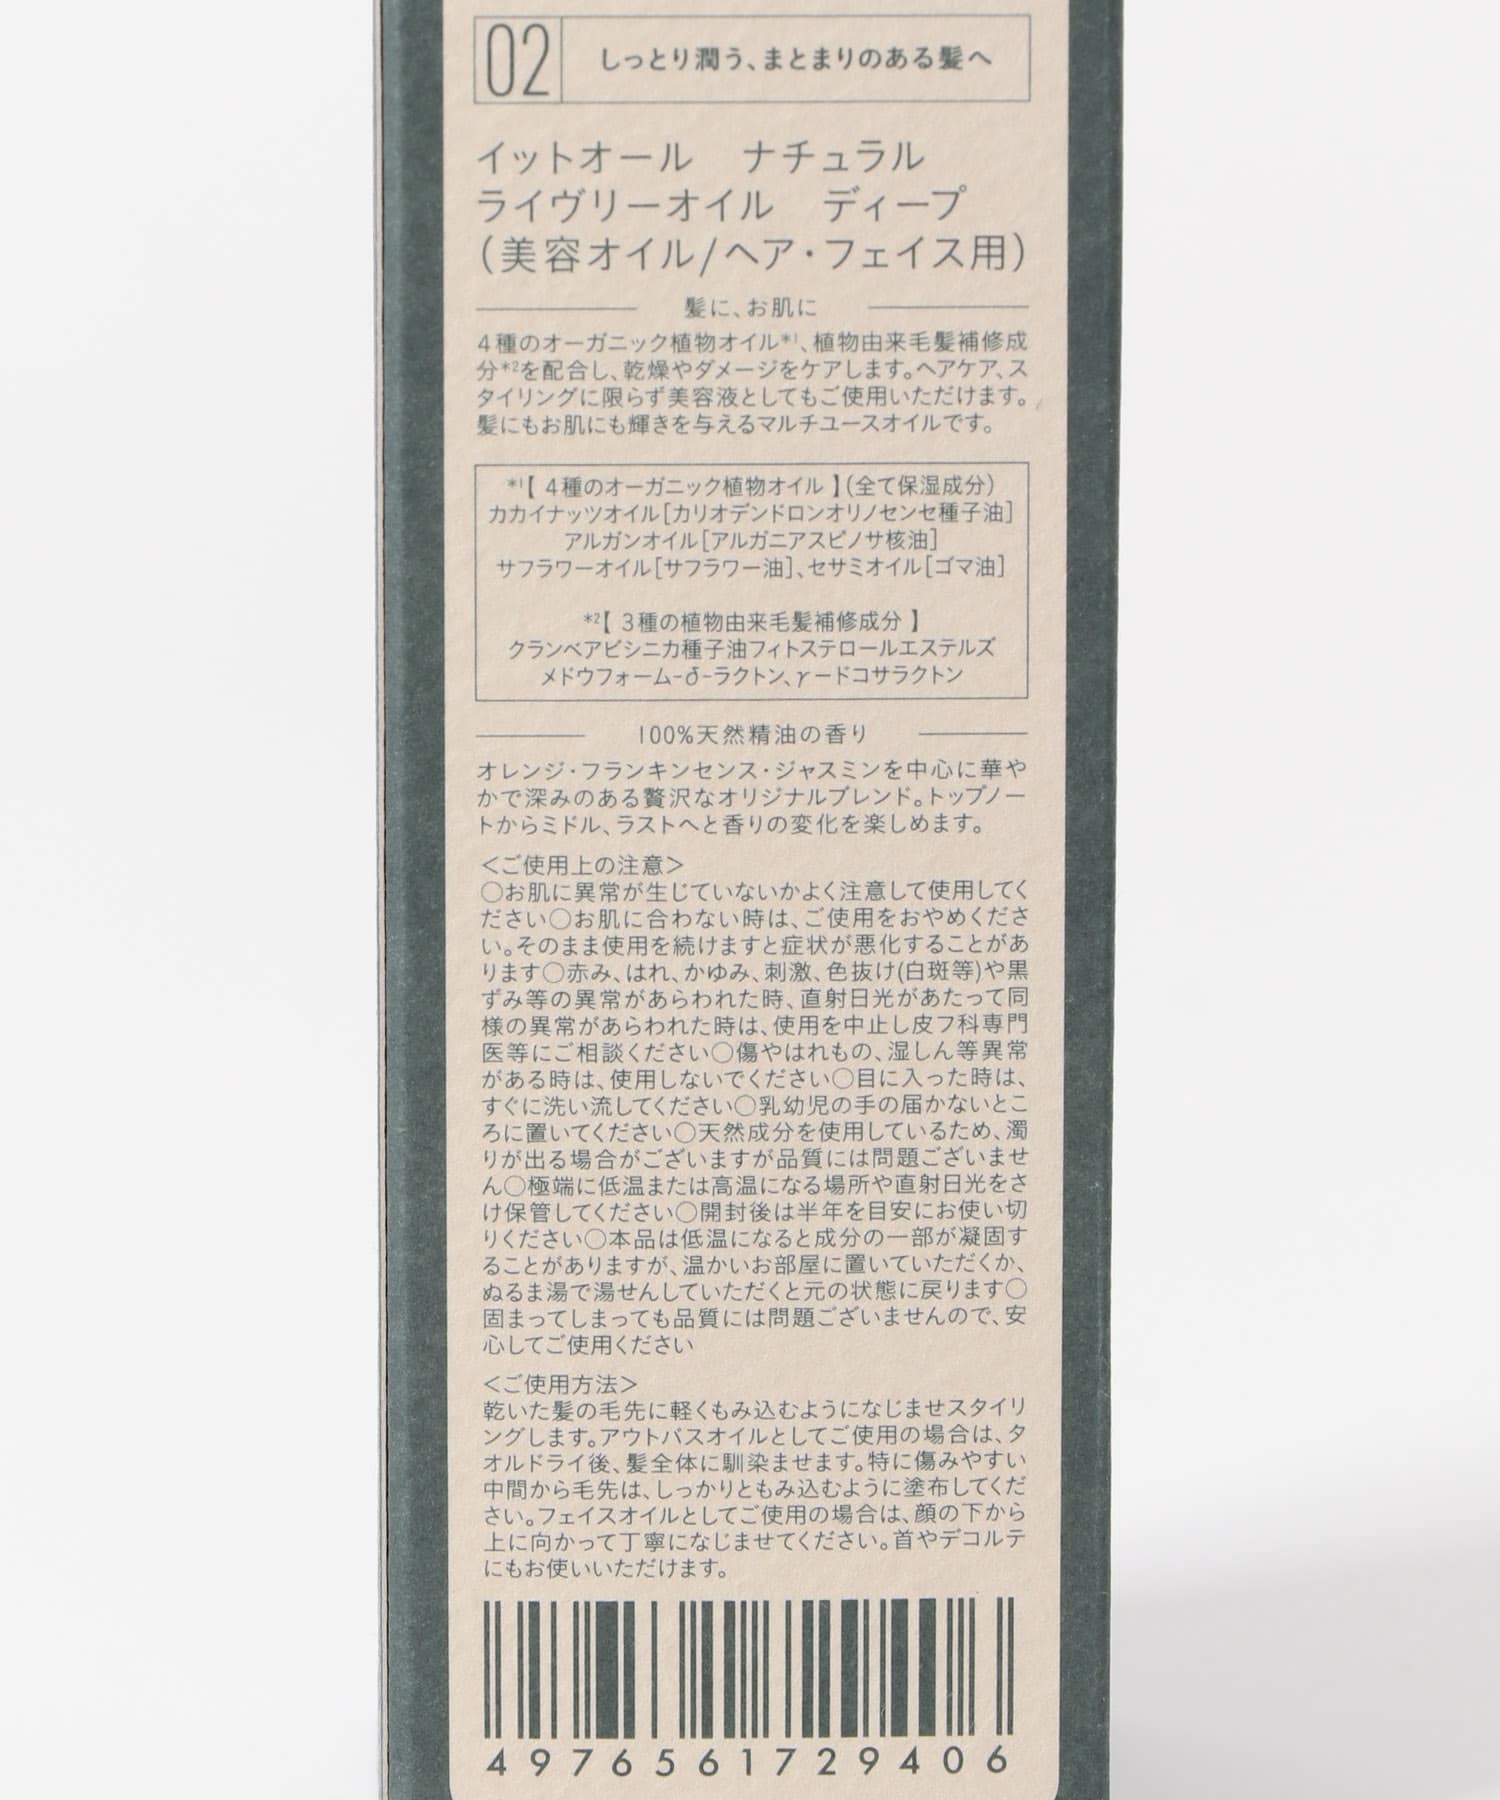 02 しっとり潤う、まとまりのある髪へ
イットオール　ナチュラル
ライヴリーオイル　ディープ
（美容オイル/ヘア・フェイス用）
髪に、お肌に
4種のオーガニック植物オイル*1、植物由来毛髪補修成
分*2を配合し、乾燥やダメージをケアします。ヘアケア、ス
タイリングに限らず美容液としてもご使用いただけます。
髪にもお肌にも輝きを与えるマルチユースオイルです。
*1【 4種のオーガニック植物オイル 】（全て保湿成分）
カカイナッツオイル［カリオデンドロンオリノセンセ種子油］
アルガンオイル［アルガニアスピノサ核油］
サフラワーオイル［サフラワー油］、セサミオイル［ゴマ油］
*2【 3種の植物由来毛髪補修成分 】
クランベアビシニカ種子油フィトステロールエステルズ
メドウフォーム-δ-ラクトン、γードコサラクトン
100%天然精油の香り
オレンジ・フランキンセンス・ジャスミンを中心に華や
かで深みのある贅沢なオリジナルブレンド。トップノー
トからミドル、ラストへと香りの変化を楽しめます。
＜ご使用上の注意＞
○お肌に異常が生じていないかよく注意して使用してく
ださい○お肌に合わない時は、ご使用をおやめくださ
い。そのまま使用を続けますと症状が悪化することがあ
ります○赤み、はれ、かゆみ、刺激、色抜け(白斑等)や黒
ずみ等の異常があらわれた時、直射日光があたって同
様の異常があらわれた時は、使用を中止し皮フ科専門
医等にご相談ください○傷やはれもの、湿しん等異常
がある時は、使用しないでください○目に入った時は、
すぐに洗い流してください○乳幼児の手の届かないとこ
ろに置いてください○天然成分を使用しているため、濁
りが出る場合がございますが品質には問題ございませ
ん○極端に低温または高温になる場所や直射日光をさ
け保管してください○開封後は半年を目安にお使い切
りください○本品は低温になると成分の一部が凝固す
ることがありますが、温かいお部屋に置いていただくか、
ぬるま湯で湯せんしていただくと元の状態に戻ります○
固まってしまっても品質には問題ございませんので、安
心してご使用ください
＜ご使用方法＞
乾いた髪の毛先に軽くもみ込むようになじませスタイリ
ングします。アウトバスオイルとしてご使用の場合は、タ
オルドライ後、髪全体に馴染ませます。特に傷みやすい
中間から毛先は、しっかりともみ込むように塗布してくだ
さい。フェイスオイルとしてご使用の場合は、顔の下から
上に向かって丁寧になじませてください。首やデコルテ
にもお使いいただけます。
4976561729406